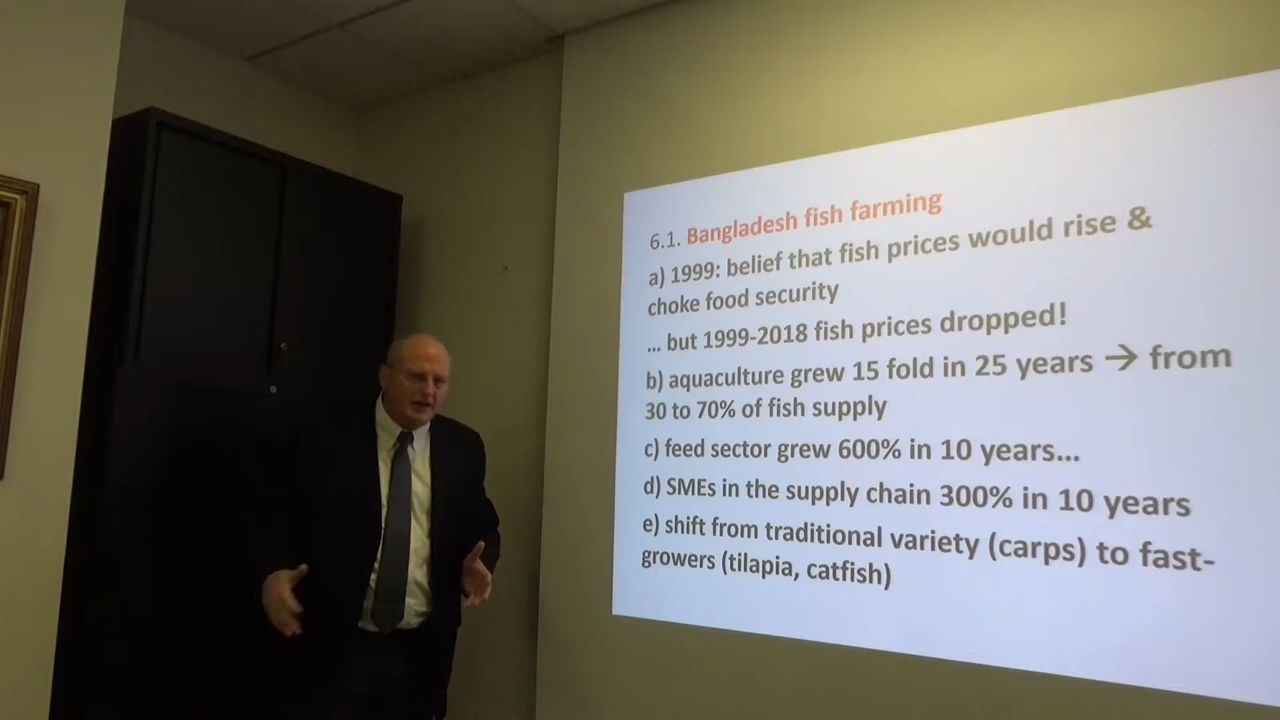 6.1. Bangladesh fish farming
a) 1999: belief that fish prices would rise &
choke food security
... but 1999-2018 fish prices dropped!
b) aquaculture grew 15 fold in 25 years → from
30 to 70% of fish supply
c) feed sector grew 600% in 10 years...
d) SMEs in the supply chain 300% in 10 years
e) shift from traditional variety (carps) to fast-
growers (tilapia, catfish)